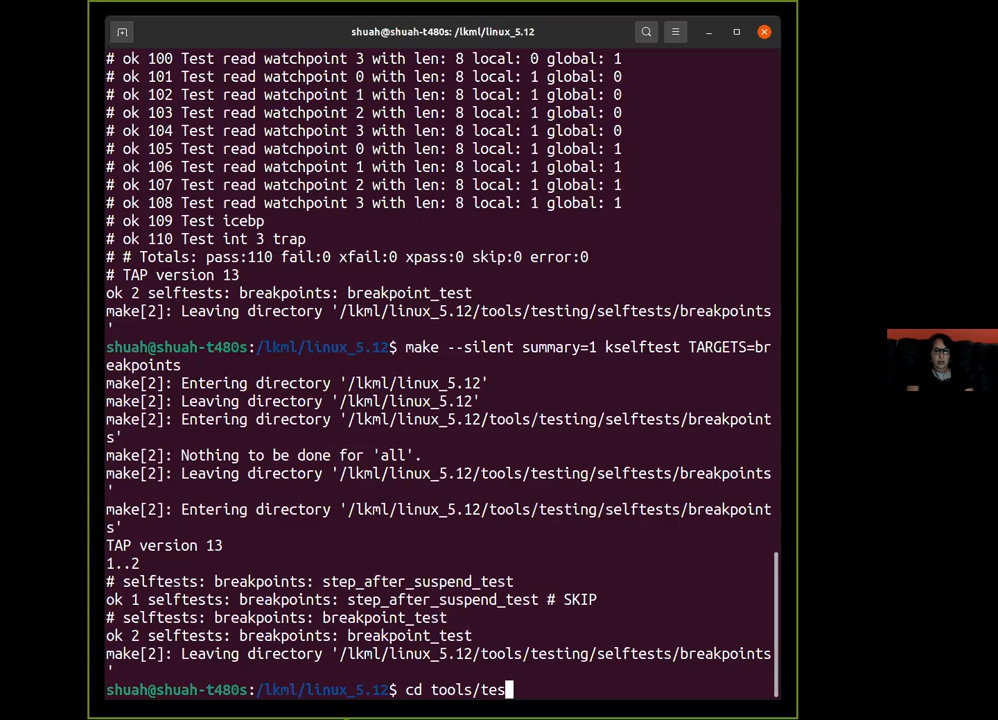 shuah@shuah-t480s: /lkml/linux_5.12
# ok 100 Test read watchpoint 3 with len: 8 local: 0 global: 1
# ok 101 Test read watchpoint 0 with len: 8 local: 1 global: 0
# ok 102 Test read watchpoint 1 with len: 8 local: 1 global: 0
# ok 103 Test read watchpoint 2 with len: 8 local: 1 global: 0
# ok 104 Test read watchpoint 3 with len: 8 local: 1 global: 0
# ok 105 Test read watchpoint 0 with len: 8 local: 1 global: 1
# ok 106 Test read watchpoint 1 with len: 8 local: 1 global: 1
# ok 107 Test read watchpoint 2 with len: 8 local: 1 global: 1
# ok 108 Test read watchpoint 3 with len: 8 local: 1 global: 1
# ok 109 Test icebp
# ok 110 Test int 3 trap
# # Totals: pass:110 fail:0 xfail:0 xpass:0 skip:0 error:0
# TAP version 13
ok 2 selftests: breakpoints: breakpoint_test
make[2]: Leaving directory '/lkml/linux_5.12/tools/testing/selftests/breakpoints
'
shuah@shuah-t480s:/lkml/linux_5.12$ make --silent summary=1 kselftest TARGETS=br
eakpoints
make[2]: Entering directory '/lkml/linux_5.12'
make[2]: Leaving directory '/lkml/linux_5.12'
make[2]: Entering directory '/lkml/linux_5.12/tools/testing/selftests/breakpoint
s'
make[2]: Nothing to be done for 'all'.
make[2]: Leaving directory '/lkml/linux_5.12/tools/testing/selftests/breakpoints
'
make[2]: Entering directory '/lkml/linux_5.12/tools/testing/selftests/breakpoint
s'
TAP version 13
1..2
# selftests: breakpoints: step_after_suspend_test
ok 1 selftests: breakpoints: step_after_suspend_test # SKIP
# selftests: breakpoints: breakpoint_test
ok 2 selftests: breakpoints: breakpoint_test
make[2]: Leaving directory '/lkml/linux_5.12/tools/testing/selftests/breakpoints
'
shuah@shuah-t480s:/lkml/linux_5.12$ cd tools/tes